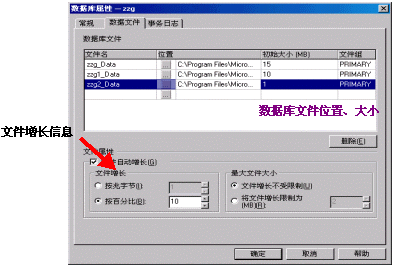 数据库属性 — zzg
常规 数据文件 事务日志
数据库文件
文件名 位置 初始大小 (MB) 文件组
zzg_Data ... C:\Program Files\Micro... 15 PRIMARY
zzg1_Data ... C:\Program Files\Micro... 10 PRIMARY
zzg2_Data ... C:\Program Files\Micro... 1 PRIMARY
...
数据库文件位置、大小
删除(E)
文件增长信息
文件属性
文件自动增长(G)
文件增长
按兆字节(I): 1
按百分比(B): 10
最大文件大小
文件增长不受限制(U)
将文件增长限制为
(MB)(R): 2
确定 取消 帮助